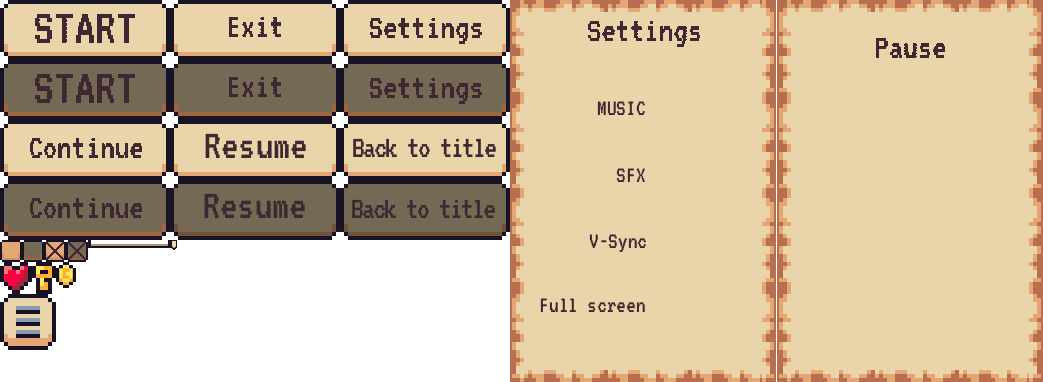 START
Exit
Settings
START
Exit
Settings
Continue
Resume
Back to title
Continue
Resume
Back to title
Settings
MUSIC
SFX
V-Sync
Full screen
Pause